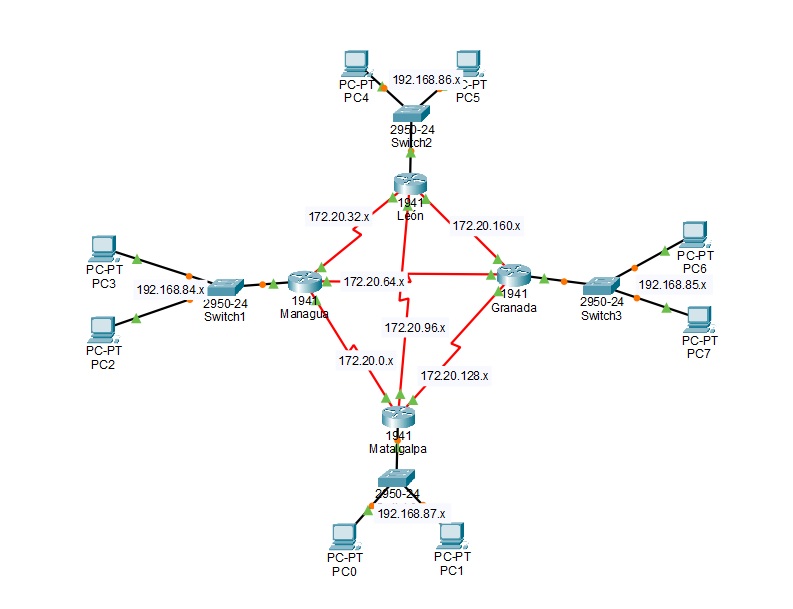 192.168.86.x
PC-PT
PC4
PC-PT
PC5
2950-24
Switch2
1941
León
172.20.32.x
172.20.160.x
PC-PT
PC3
192.168.84.x
2950-24
Switch1
1941
Managua
172.20.64.x
1941
Granada
2950-24
Switch3
192.168.85.x
PC-PT
PC6
PC-PT
PC2
172.20.96.x
172.20.0.x
172.20.128.x
PC-PT
PC7
1941
Matalgalpa
2950-24
192.168.87.x
PC-PT
PC0
PC-PT
PC1